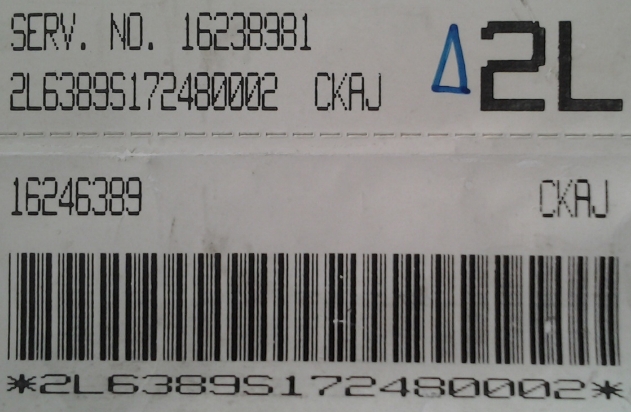 SERV. NO. 16238981
2L6389S172480002 CKAJ
2L
16246389 CKAJ
*2L6389S172480002*